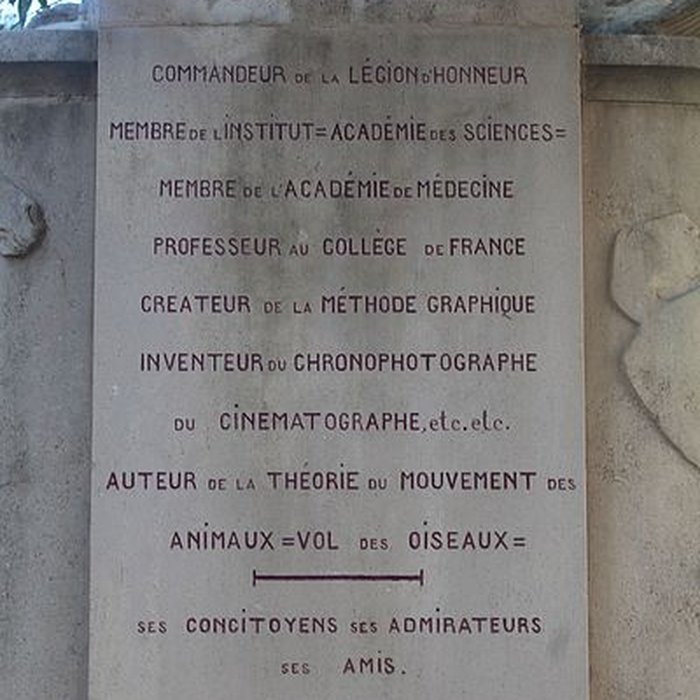 COMMANDEUR DE LA LÉGION D'HONNEUR
MEMBRE DE L'INSTITUT=ACADÉMIE DES SCIENCES=
MEMBRE DE L'ACADÉMIE DE MÉDECINE
PROFESSEUR AU COLLÈGE DE FRANCE
CREATEUR DE LA MÉTHODE GRAPHIQUE
INVENTEUR DU CHRONOPHOTOGRAPHE
DU CINEMATOGRAPHE, etc. etc.
AUTEUR DE LA THÉORIE DU MOUVEMENT DES
ANIMAUX =VOL DES OISEAUX=
SES CONCITOYENS SES ADMIRATEURS
SES AMIS.